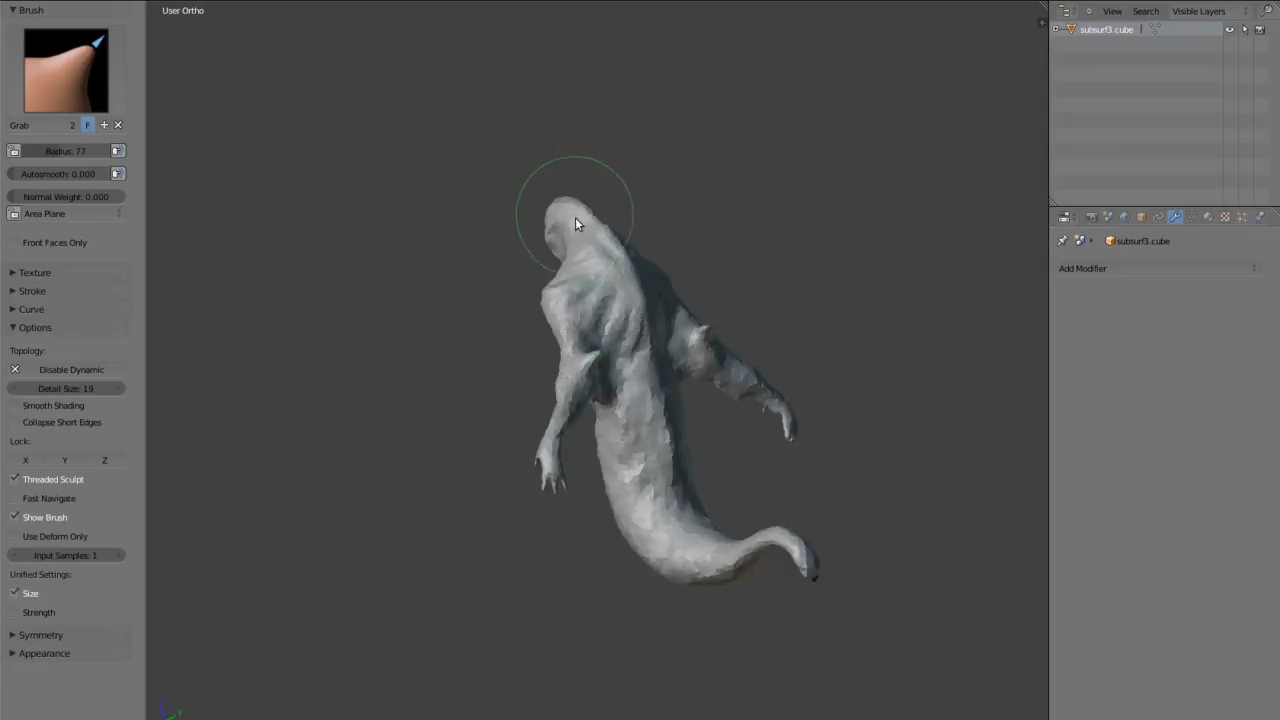 Brush
Grab 2 F
Radius: 77
Autosmooth: 0.000
Normal Weight: 0.000
Area Plane
Front Faces Only
Texture
Stroke
Curve
Options
Topology:
Disable Dynamic
Detail Size: 19
Smooth Shading
Collapse Short Edges
Lock:
X Y Z
Threaded Sculpt
Fast Navigate
Show Brush
Use Deform Only
Input Samples: 1
Unified Settings:
Size
Strength
Symmetry
Appearance
User Ortho
y
View Search Visible Layers
subsurf3.cube
subsurf3.cube
Add Modifier